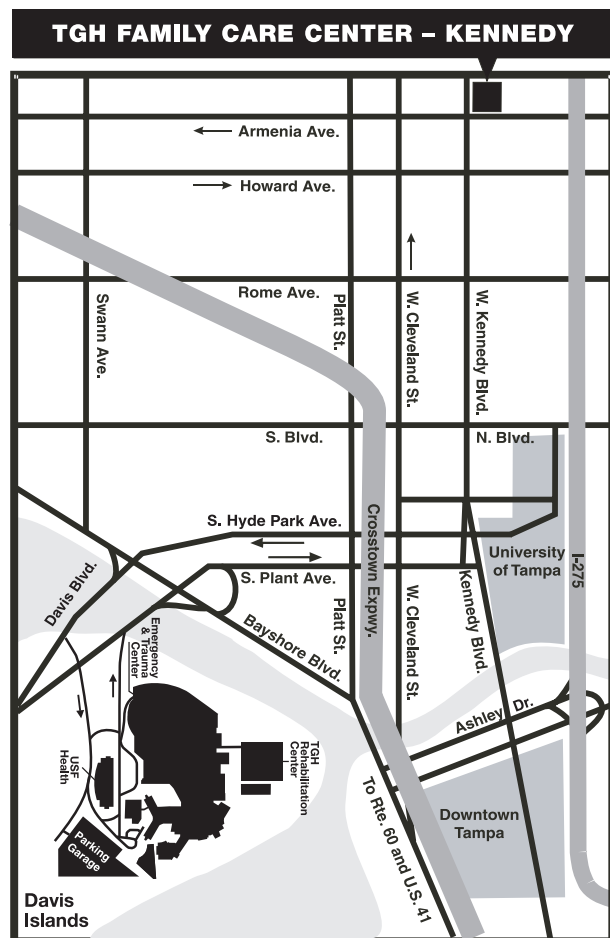 TGH FAMILY CARE CENTER – KENNEDY
Armenia Ave.
Howard Ave.
Rome Ave.
Swann Ave.
Platt St.
W. Cleveland St.
W. Kennedy Blvd.
S. Blvd.
N. Blvd.
Crosstown Expwy.
S. Hyde Park Ave.
University
of Tampa
I-275
S. Plant Ave.
Davis Blvd.
Kennedy Blvd.
Platt St.
W. Cleveland St.
Bayshore Blvd.
Emergency
& Trauma
Center
Ashley Dr.
TGH
Rehabilitation
Center
USF
Health
To Rte. 60 and U.S. 41
Downtown
Tampa
Parking
Garage
Davis
Islands